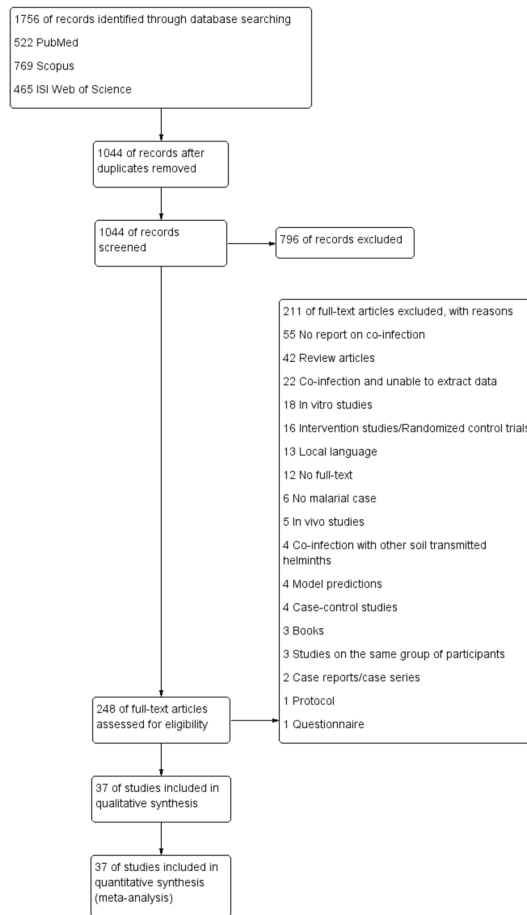 1756 of records identified through database searching
522 PubMed
769 Scopus
465 ISI Web of Science
1044 of records after
duplicates removed
1044 of records
screened
796 of records excluded
211 of full-text articles excluded, with reasons
55 No report on co-infection
42 Review articles
22 Co-infection and unable to extract data
18 In vitro studies
16 Intervention studies/Randomized control trials
13 Local language
12 No full-text
6 No malarial case
5 In vivo studies
4 Co-infection with other soil transmitted
helminths
4 Model predictions
4 Case-control studies
3 Books
3 Studies on the same group of participants
2 Case reports/case series
1 Protocol
1 Questionnaire
248 of full-text articles
assessed for eligibility
37 of studies included in
qualitative synthesis
37 of studies included in
quantitative synthesis
(meta-analysis)